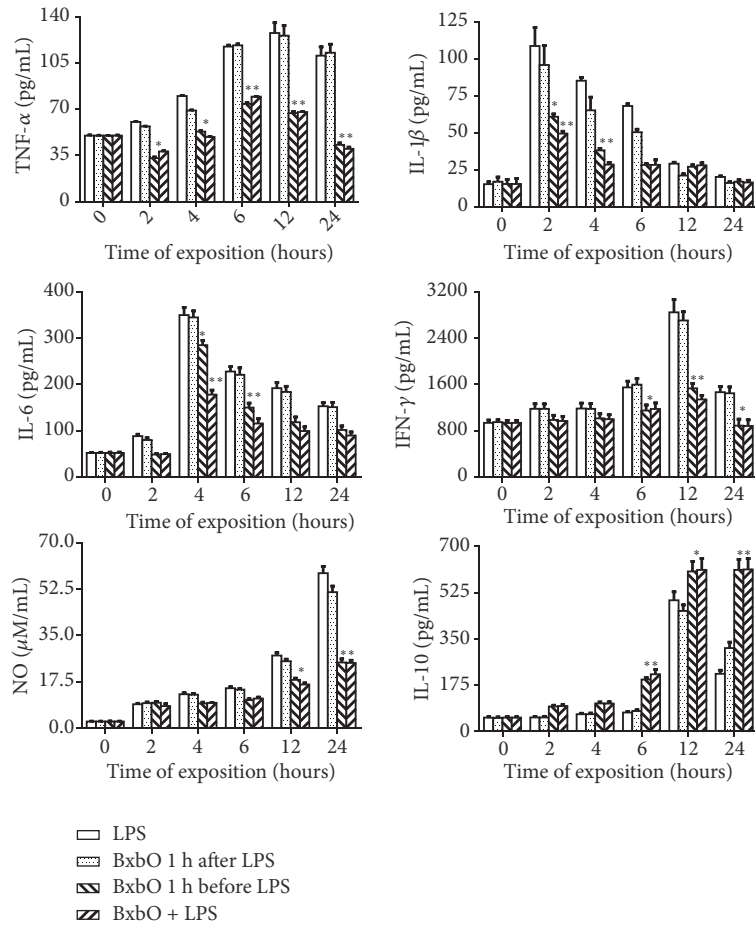 TNF-α (pg/mL)
140
105
70
35
0
* ** * ** ** **
0 2 4 6 12 24
Time of exposition (hours)
IL-1β (pg/mL)
125
100
75
50
25
0
* ** **
0 2 4 6 12 24
Time of exposition (hours)
IL-6 (pg/mL)
400
300
200
100
0
* ** **
0 2 4 6 12 24
Time of exposition (hours)
IFN-γ (pg/mL)
3200
2400
1600
800
0
* ** *
0 2 4 6 12 24
Time of exposition (hours)
NO (μM/mL)
70.0
52.5
35.0
17.5
0.0
* **
0 2 4 6 12 24
Time of exposition (hours)
IL-10 (pg/mL)
700
525
350
175
0
** * **
0 2 4 6 12 24
Time of exposition (hours)
LPS
BxbO 1 h after LPS
BxbO 1 h before LPS
BxbO + LPS